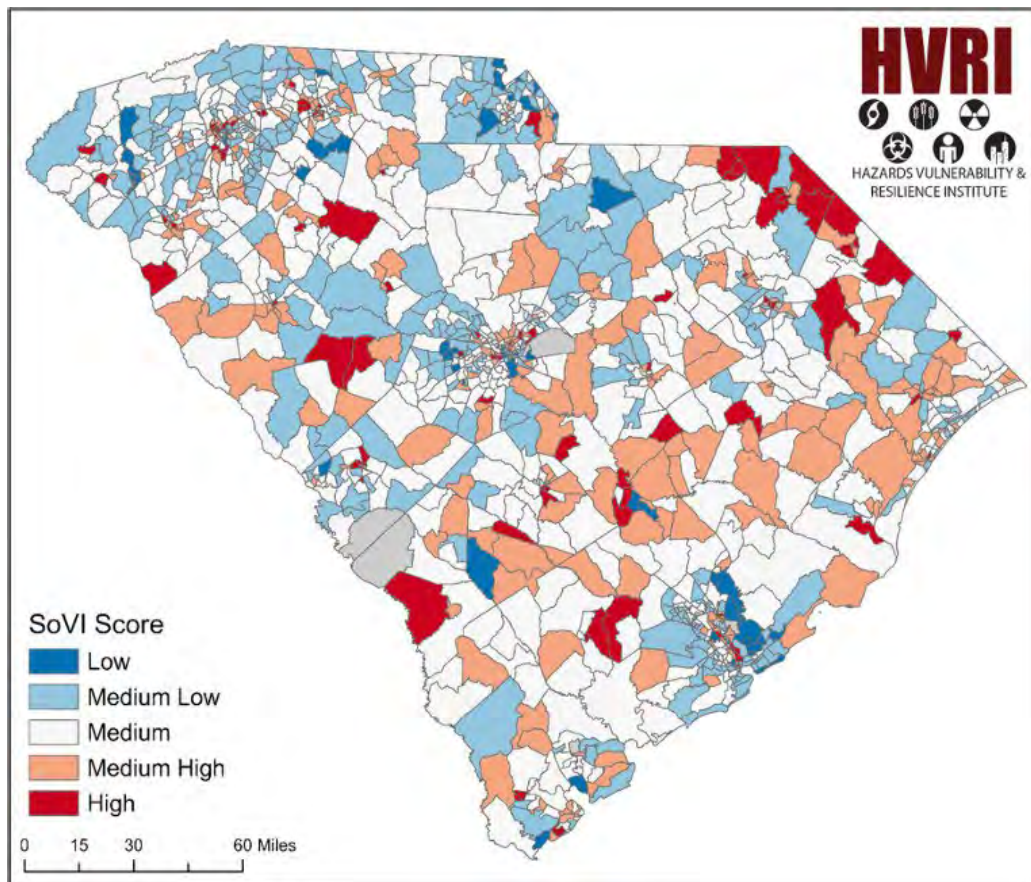 HVRI
HAZARDS VULNERABILITY &
RESILIENCE INSTITUTE
SoVI Score
Low
Medium Low
Medium
Medium High
High
0 15 30 60 Miles